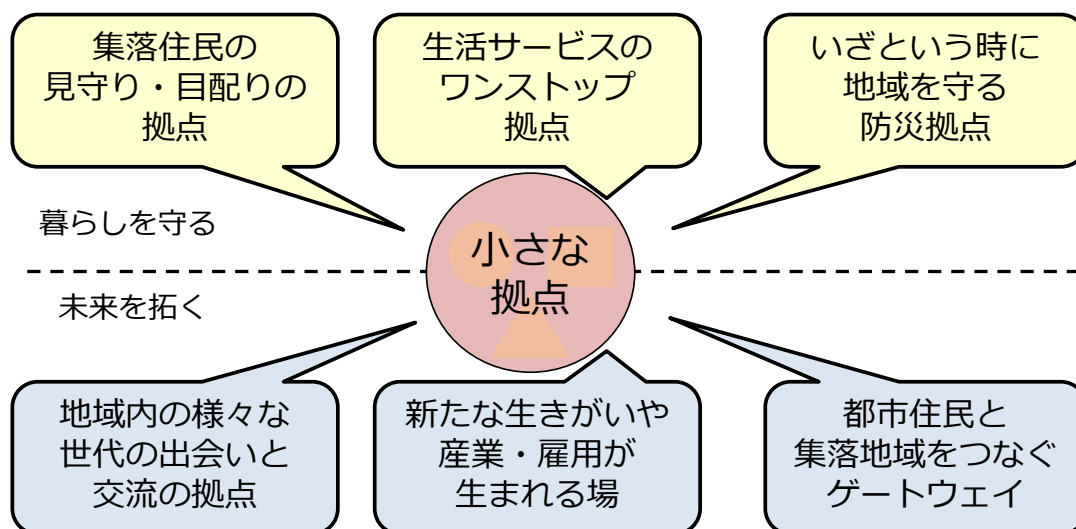 集落住民の
見守り・目配りの
拠点
生活サービスの
ワンストップ
拠点
いざという時に
地域を守る
防災拠点
暮らしを守る
小さな
拠点
未来を拓く
地域内の様々な
世代の出会いと
交流の拠点
新たな生きがいや
産業・雇用が
生まれる場
都市住民と
集落地域をつなぐ
ゲートウェイ